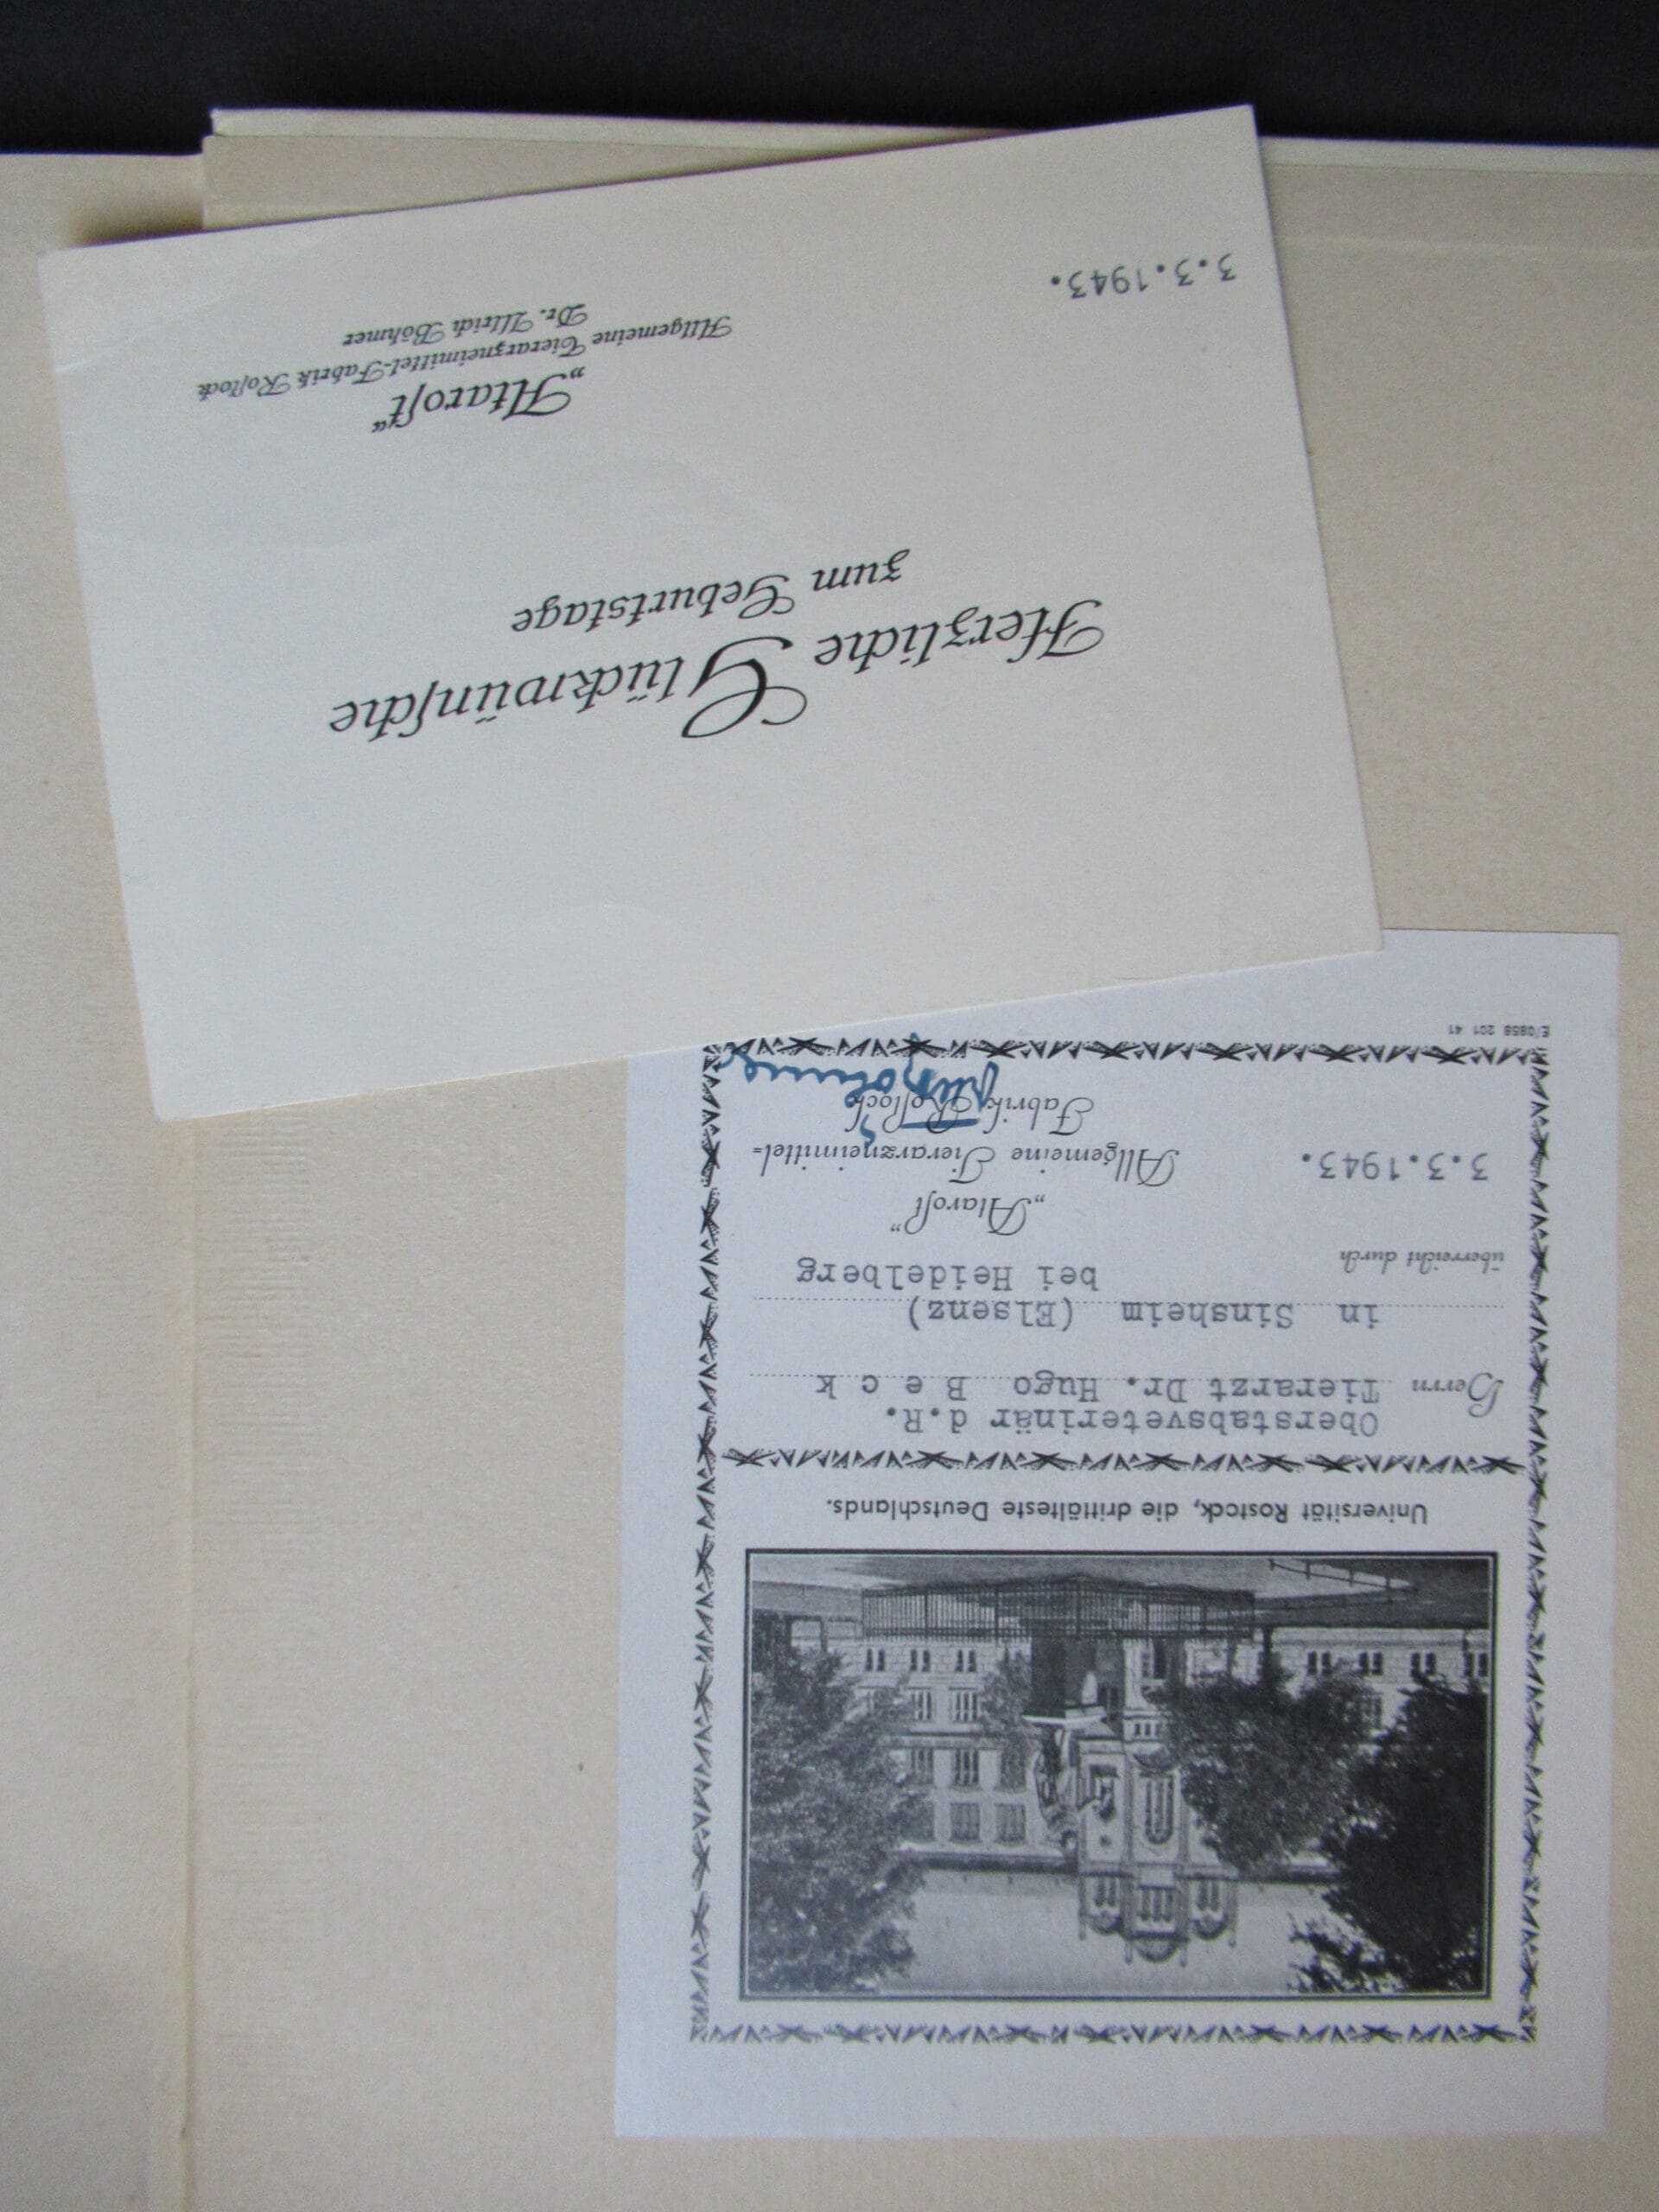 Universität Rostock, die drittälteste Deutschlands.
Oberstabsveterinär d.R.
Herrn Tierarzt Dr. Hugo B e c k
in Sinsheim (Elsenz)
bei Heidelberg
überreicht durch
„Ataroſt”
3.3.1943. Allgemeine Tierarzneimittel=
Fabrik Roſtock
E/0858 201 41
Herzliche Glückwünſche
zum Geburtstage
„Ataroſt“
Allgemeine Tierarzneimittel-Fabrik Roſtock
Dr. Ulrich Böhmer
3.3.1943.